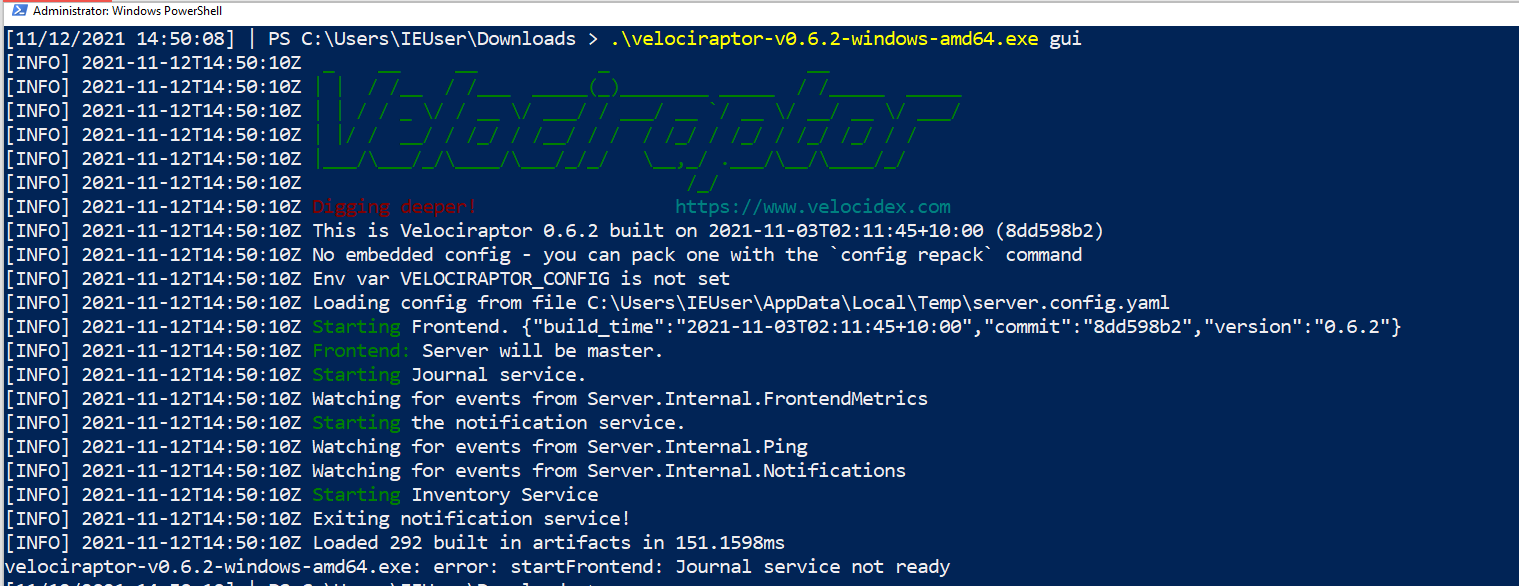 Administrator: Windows PowerShell
[11/12/2021 14:50:08] | PS C:\Users\IEUser\Downloads > .\velociraptor-v0.6.2-windows-amd64.exe gui
[INFO] 2021-11-12T14:50:10Z
[INFO] 2021-11-12T14:50:10Z
[INFO] 2021-11-12T14:50:10Z Velociraptor
[INFO] 2021-11-12T14:50:10Z
[INFO] 2021-11-12T14:50:10Z
[INFO] 2021-11-12T14:50:10Z
[INFO] 2021-11-12T14:50:10Z Digging deeper! https://www.velocidex.com
[INFO] 2021-11-12T14:50:10Z This is Velociraptor 0.6.2 built on 2021-11-03T02:11:45+10:00 (8dd598b2)
[INFO] 2021-11-12T14:50:10Z No embedded config - you can pack one with the `config repack` command
[INFO] 2021-11-12T14:50:10Z Env var VELOCIRAPTOR_CONFIG is not set
[INFO] 2021-11-12T14:50:10Z Loading config from file C:\Users\IEUser\AppData\Local\Temp\server.config.yaml
[INFO] 2021-11-12T14:50:10Z Starting Frontend. {"build_time":"2021-11-03T02:11:45+10:00","commit":"8dd598b2","version":"0.6.2"}
[INFO] 2021-11-12T14:50:10Z Frontend: Server will be master.
[INFO] 2021-11-12T14:50:10Z Starting Journal service.
[INFO] 2021-11-12T14:50:10Z Watching for events from Server.Internal.FrontendMetrics
[INFO] 2021-11-12T14:50:10Z Starting the notification service.
[INFO] 2021-11-12T14:50:10Z Watching for events from Server.Internal.Ping
[INFO] 2021-11-12T14:50:10Z Watching for events from Server.Internal.Notifications
[INFO] 2021-11-12T14:50:10Z Starting Inventory Service
[INFO] 2021-11-12T14:50:10Z Exiting notification service!
[INFO] 2021-11-12T14:50:10Z Loaded 292 built in artifacts in 151.1598ms
velociraptor-v0.6.2-windows-amd64.exe: error: startFrontend: Journal service not ready